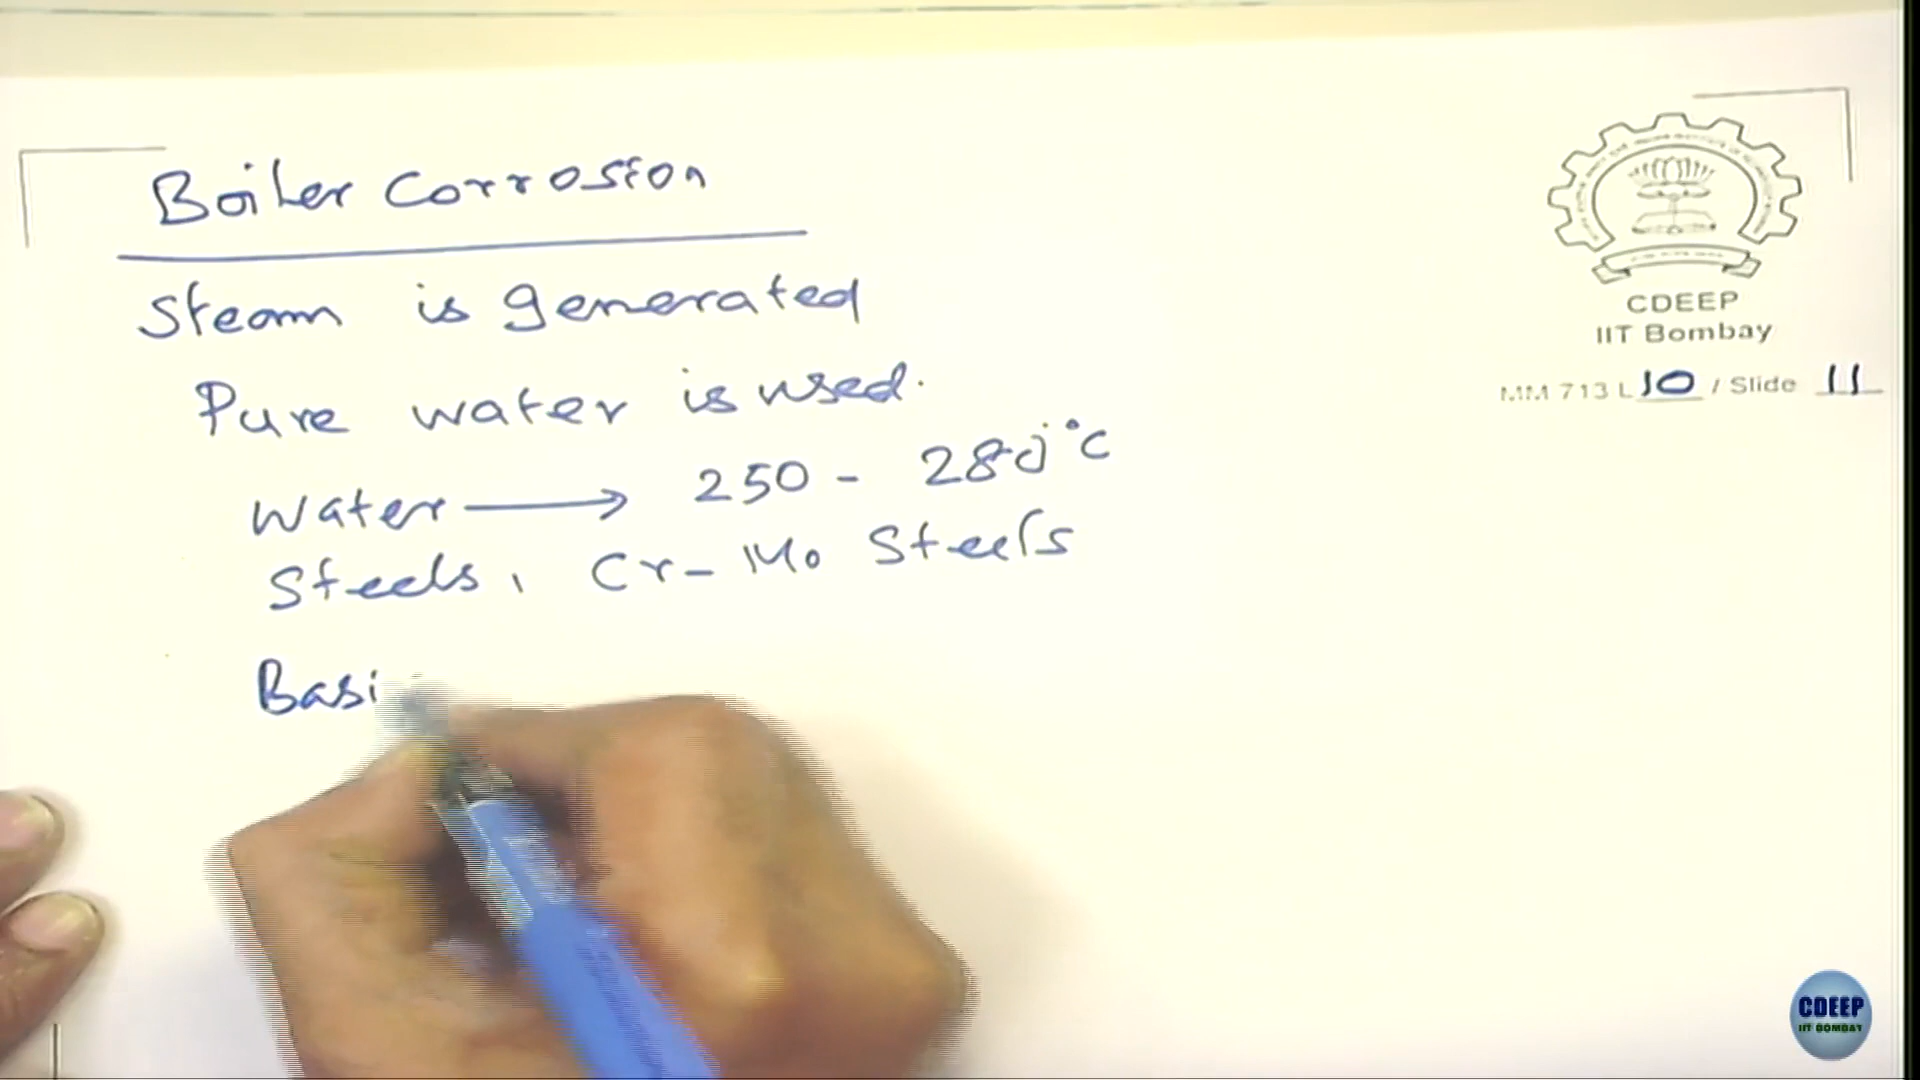 Boiler Corrosion
Steam is generated
Pure water is used.
Water → 250 - 280°C
Steels, Cr-Mo Steels
Basi
CDEEP
IIT Bombay
MM 713 L 10 / Slide 11
CDEEP
IIT BOMBAY